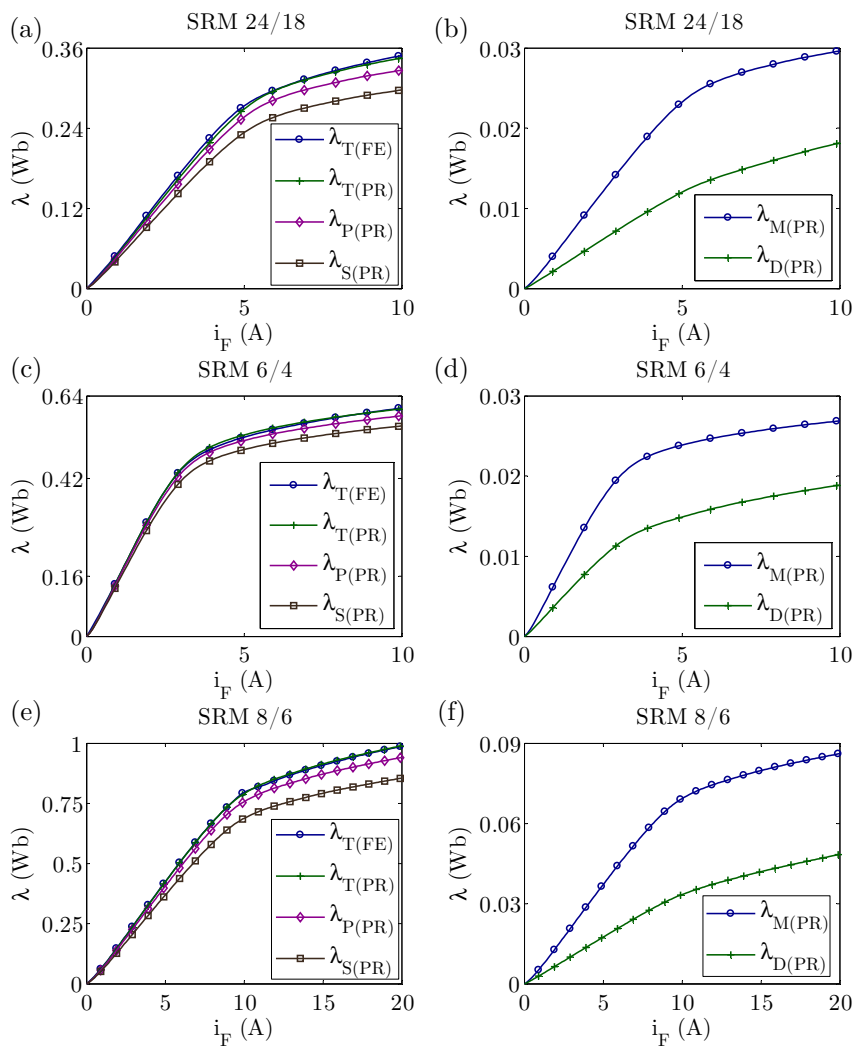 (a)
SRM 24/18
0.36
0.24
0.12
0
λ (Wb)
λT(FE)
λT(PR)
λP(PR)
λS(PR)
0
5
10
iF (A)
(b)
SRM 24/18
0.03
0.02
0.01
0
λ (Wb)
λM(PR)
λD(PR)
0
5
10
iF (A)
(c)
SRM 6/4
0.64
0.42
0.16
0
λ (Wb)
λT(FE)
λT(PR)
λP(PR)
λS(PR)
0
5
10
iF (A)
(d)
SRM 6/4
0.03
0.02
0.01
0
λ (Wb)
λM(PR)
λD(PR)
0
5
10
iF (A)
(e)
SRM 8/6
1
0.75
0.5
0.25
0
λ (Wb)
λT(FE)
λT(PR)
λP(PR)
λS(PR)
0
5
10
15
20
iF (A)
(f)
SRM 8/6
0.09
0.06
0.03
0
λ (Wb)
λM(PR)
λD(PR)
0
5
10
15
20
iF (A)